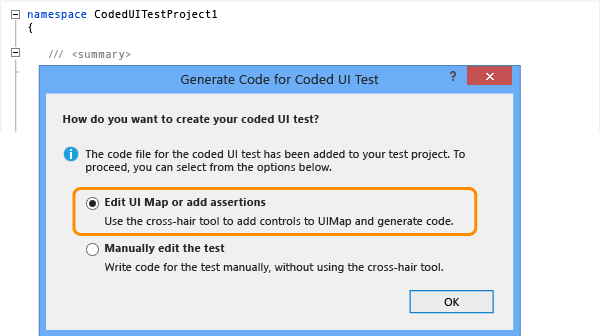 namespace CodedUITestProject1
{
/// <summary>
Generate Code for Coded UI Test
?
x
How do you want to create your coded UI test?
i
The code file for the coded UI test has been added to your test project. To
proceed, you can select from the options below.
Edit UI Map or add assertions
Use the cross-hair tool to add controls to UIMap and generate code.
Manually edit the test
Write code for the test manually, without using the cross-hair tool.
OK